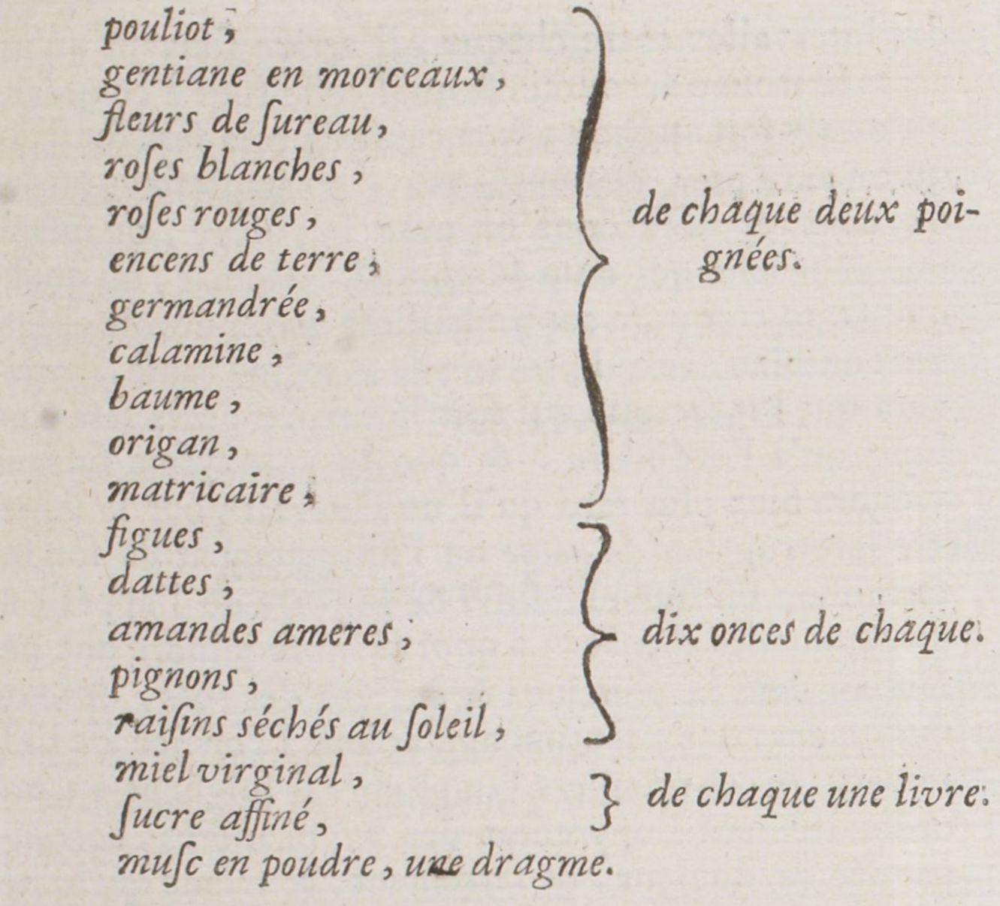 pouliot,
gentiane en morceaux,
fleurs de ſureau,
roſes blanches,
roſes rouges,
encens de terre,
germandrée,
calamine,
baume,
origan,
matricaire,
de chaque deux poi-
gnées.
figues,
dattes,
amandes ameres,
pignons,
raiſins séchés au ſoleil,
dix onces de chaque.
miel virginal,
ſucre affiné,
de chaque une livre.
muſc en poudre, une dragme.